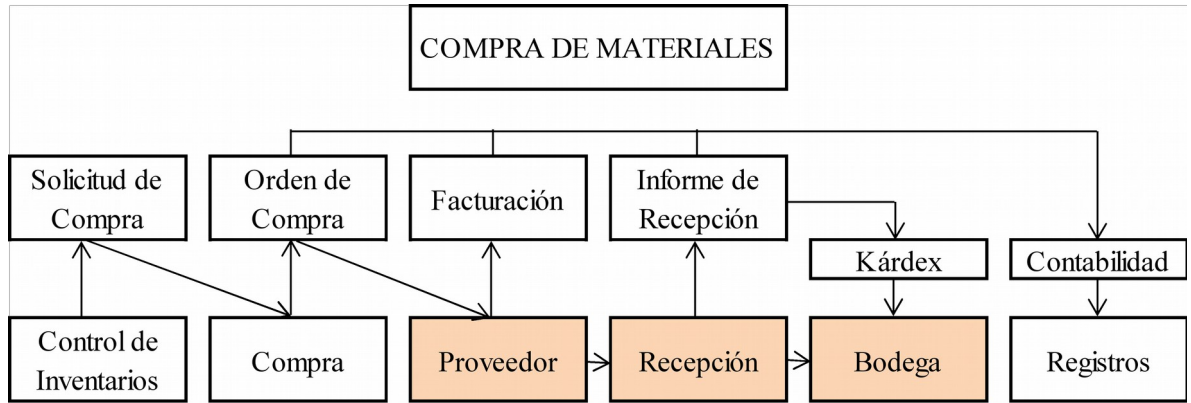 COMPRA DE MATERIALES
Solicitud de
Compra
Orden de
Compra
Facturación
Informe de
Recepción
Kárdex
Contabilidad
Control de
Inventarios
Compra
Proveedor
Recepción
Bodega
Registros